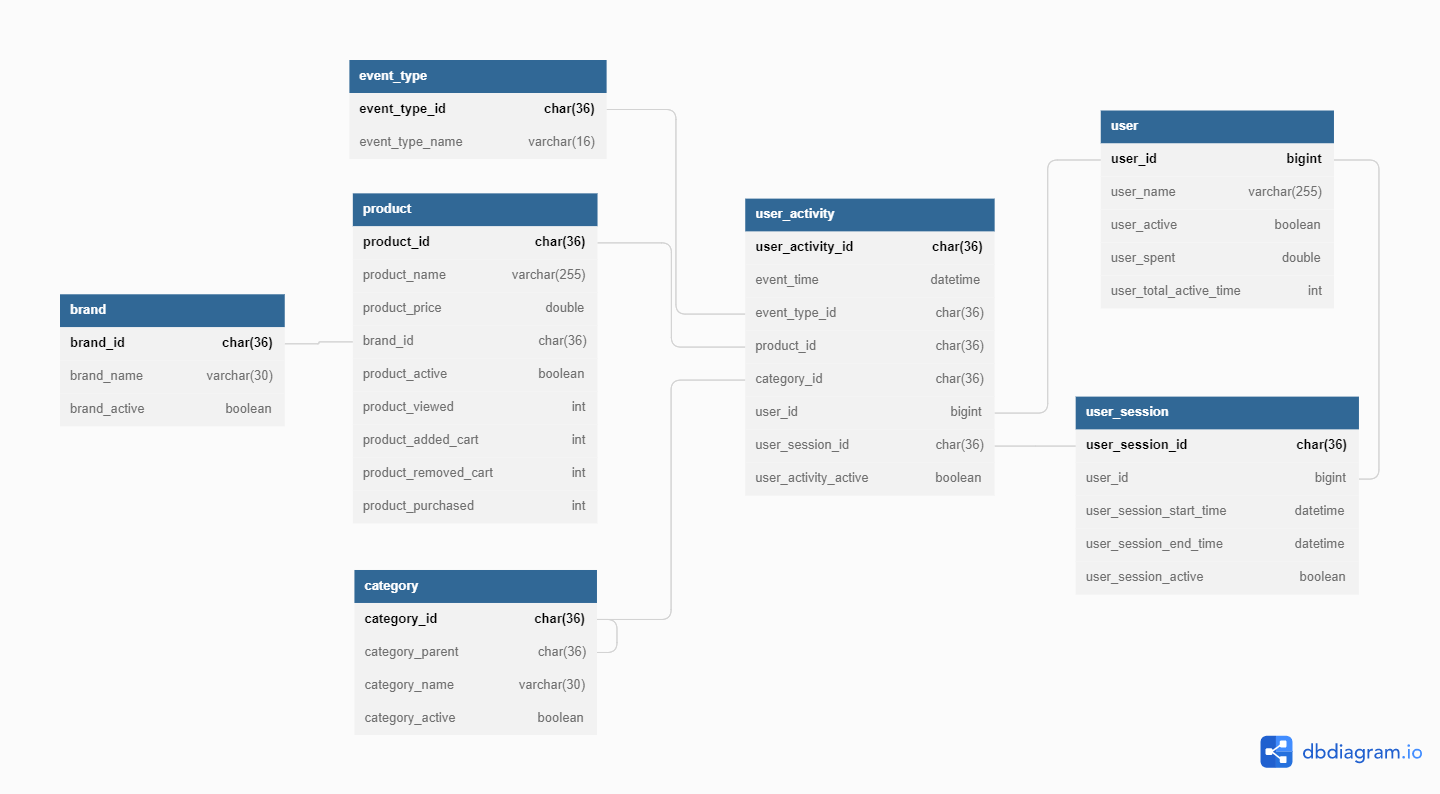 event_type
event_type_id char(36)
event_type_name varchar(16)
product
product_id char(36)
product_name varchar(255)
product_price double
brand_id char(36)
product_active boolean
product_viewed int
product_added_cart int
product_removed_cart int
product_purchased int
brand
brand_id char(36)
brand_name varchar(30)
brand_active boolean
category
category_id char(36)
category_parent char(36)
category_name varchar(30)
category_active boolean
user_activity
user_activity_id char(36)
event_time datetime
event_type_id char(36)
product_id char(36)
category_id char(36)
user_id bigint
user_session_id char(36)
user_activity_active boolean
user
user_id bigint
user_name varchar(255)
user_active boolean
user_spent double
user_total_active_time int
user_session
user_session_id char(36)
user_id bigint
user_session_start_time datetime
user_session_end_time datetime
user_session_active boolean
dbdiagram.io